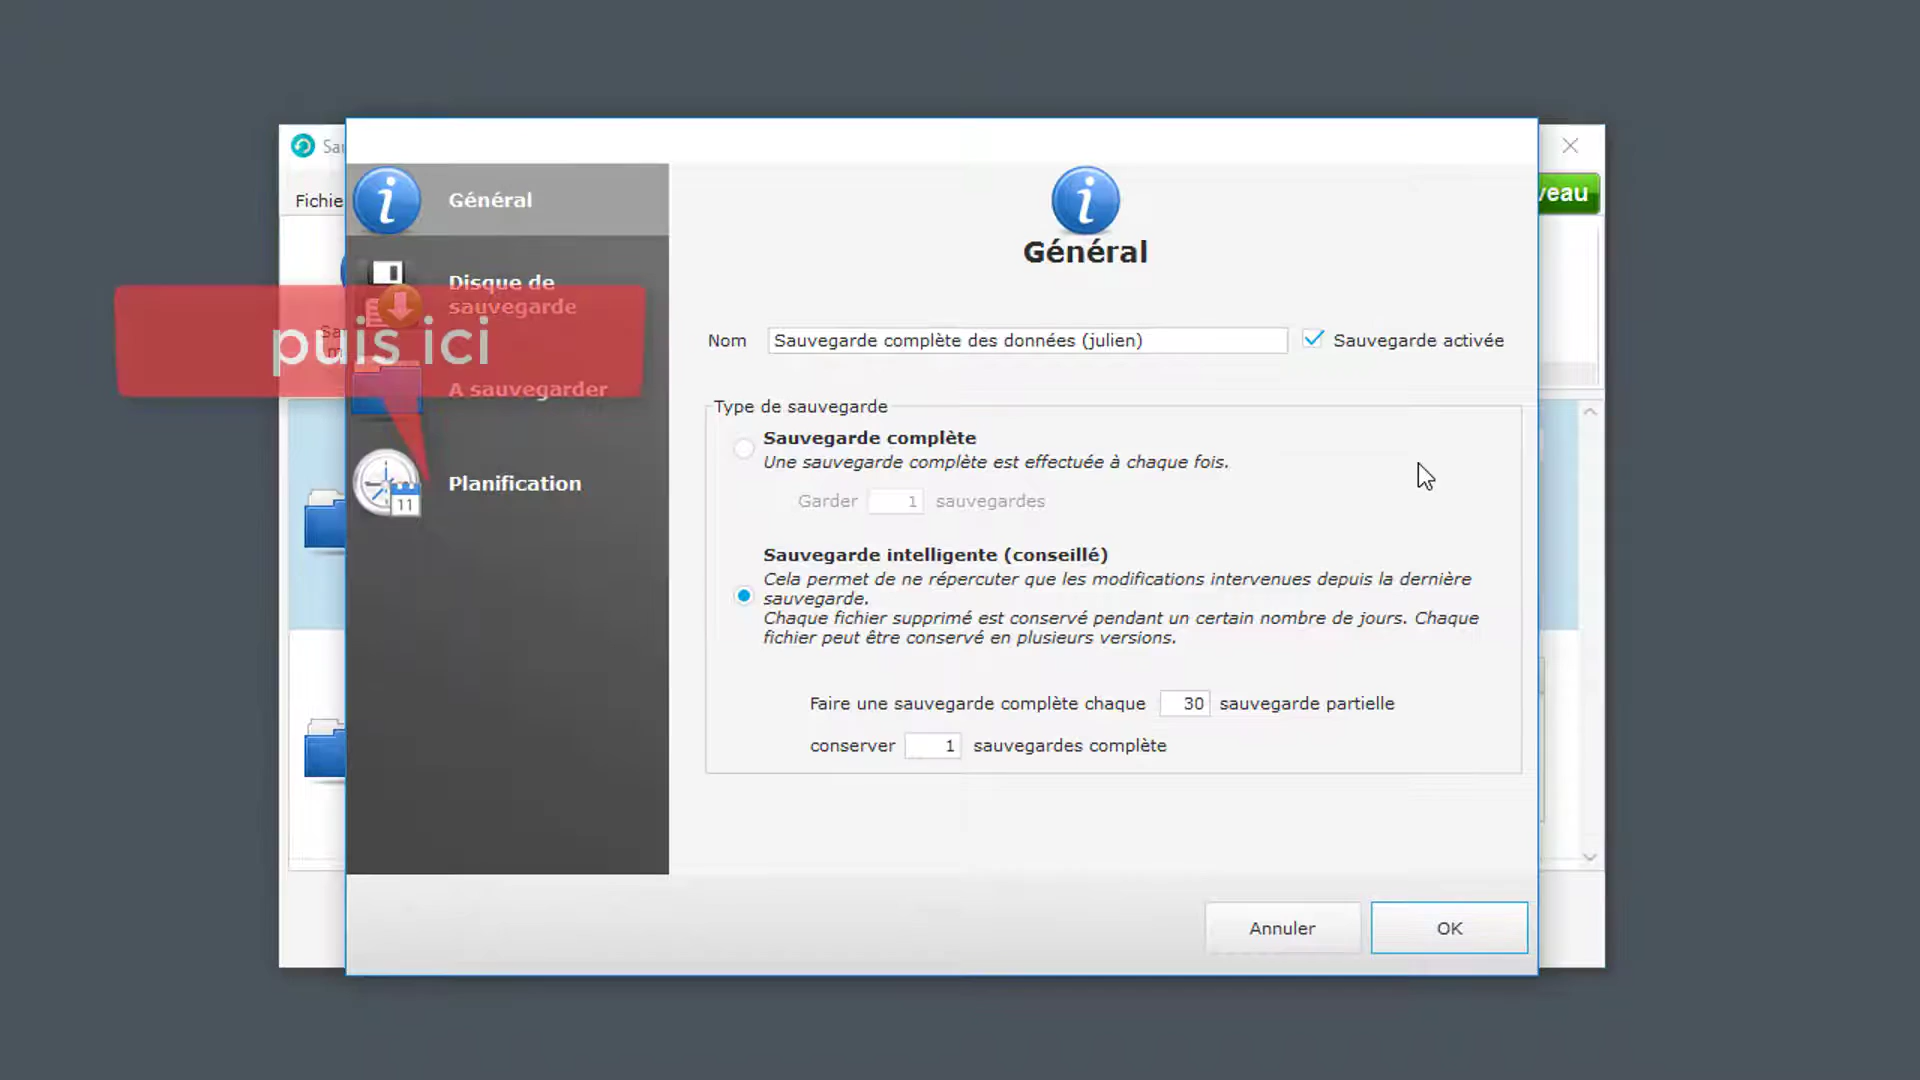 Sau
Fichie
veau
Général
Disque de
sauvegarde
puis ici
A sauvegarder
11
Planification
Général
Nom
Sauvegarde complète des données (julien)
Sauvegarde activée
Type de sauvegarde
Sauvegarde complète
Une sauvegarde complète est effectuée à chaque fois.
Garder 1 sauvegardes
Sauvegarde intelligente (conseillé)
Cela permet de ne répercuter que les modifications intervenues depuis la dernière
sauvegarde.
Chaque fichier supprimé est conservé pendant un certain nombre de jours. Chaque
fichier peut être conservé en plusieurs versions.
Faire une sauvegarde complète chaque 30 sauvegarde partielle
conserver 1 sauvegardes complète
Annuler
OK